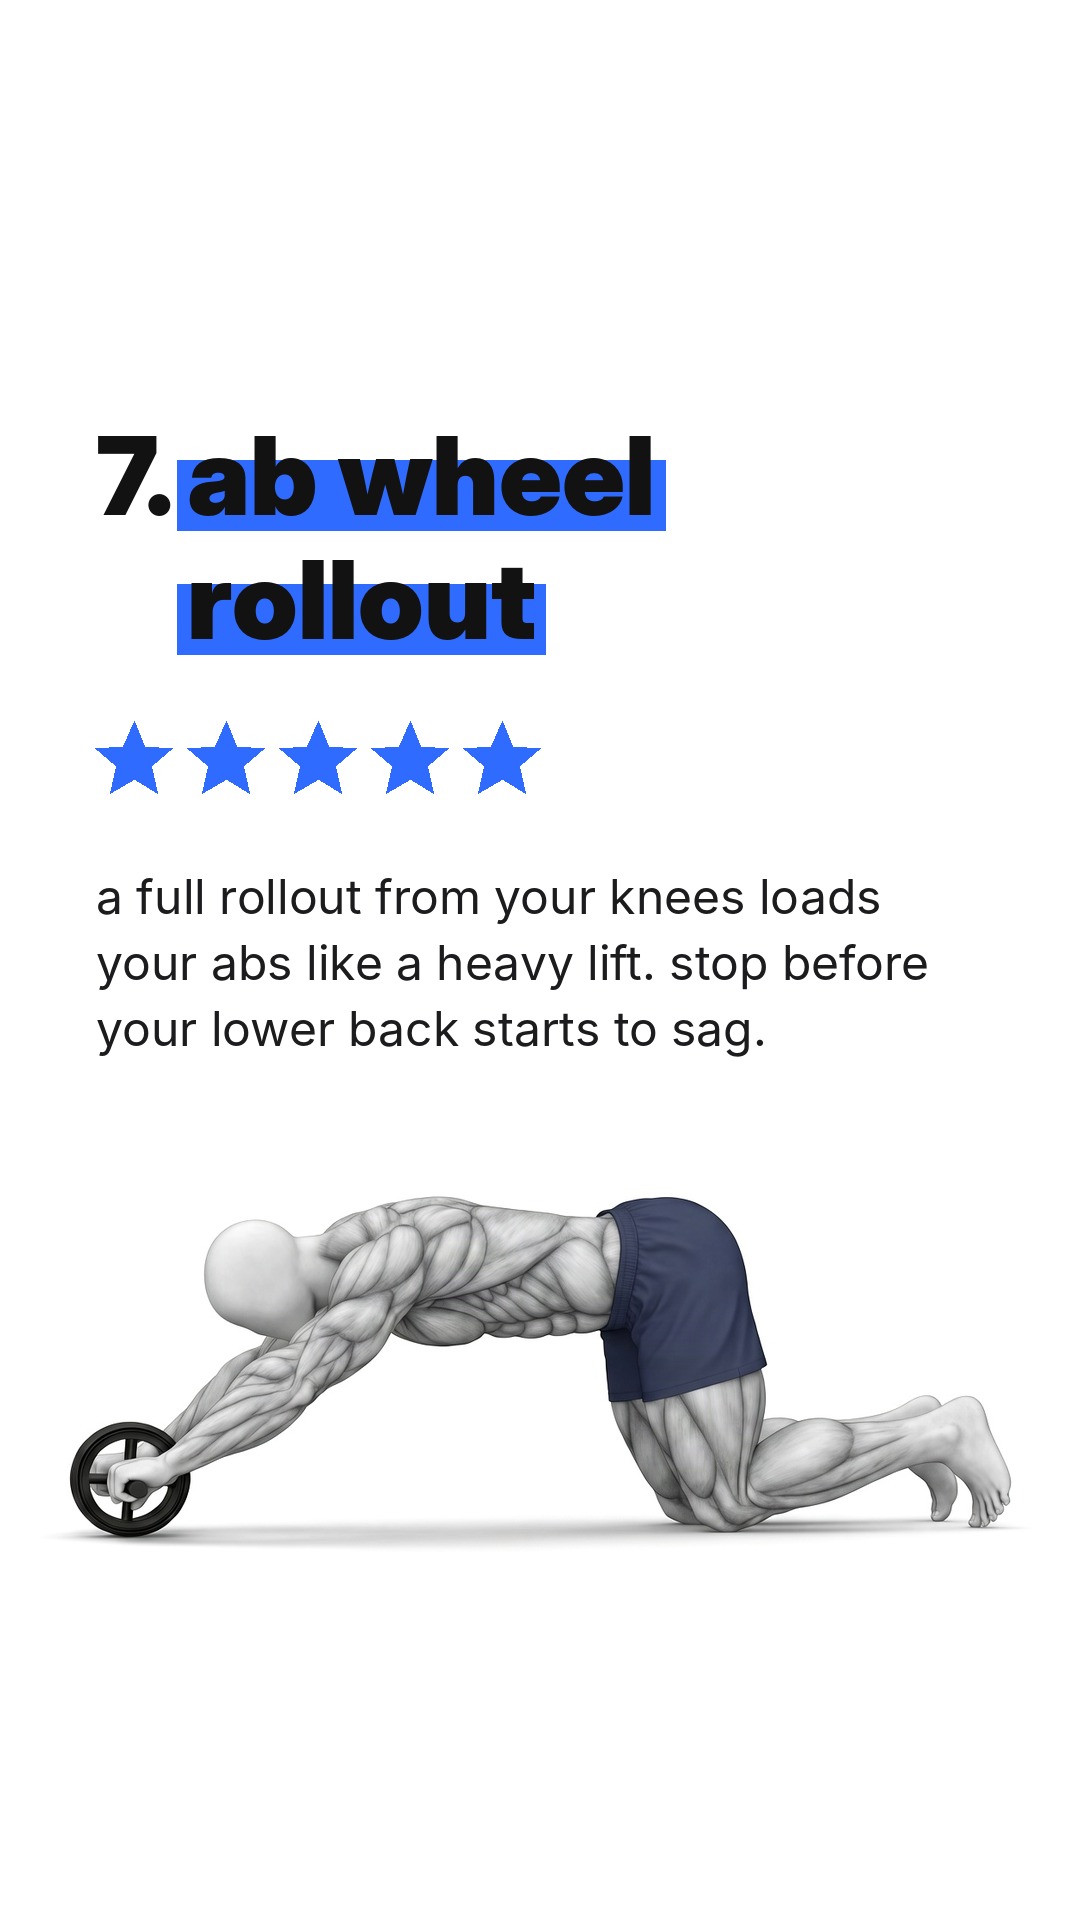 7. ab wheel
rollout
a full rollout from your knees loads
your abs like a heavy lift. stop before
your lower back starts to sag.